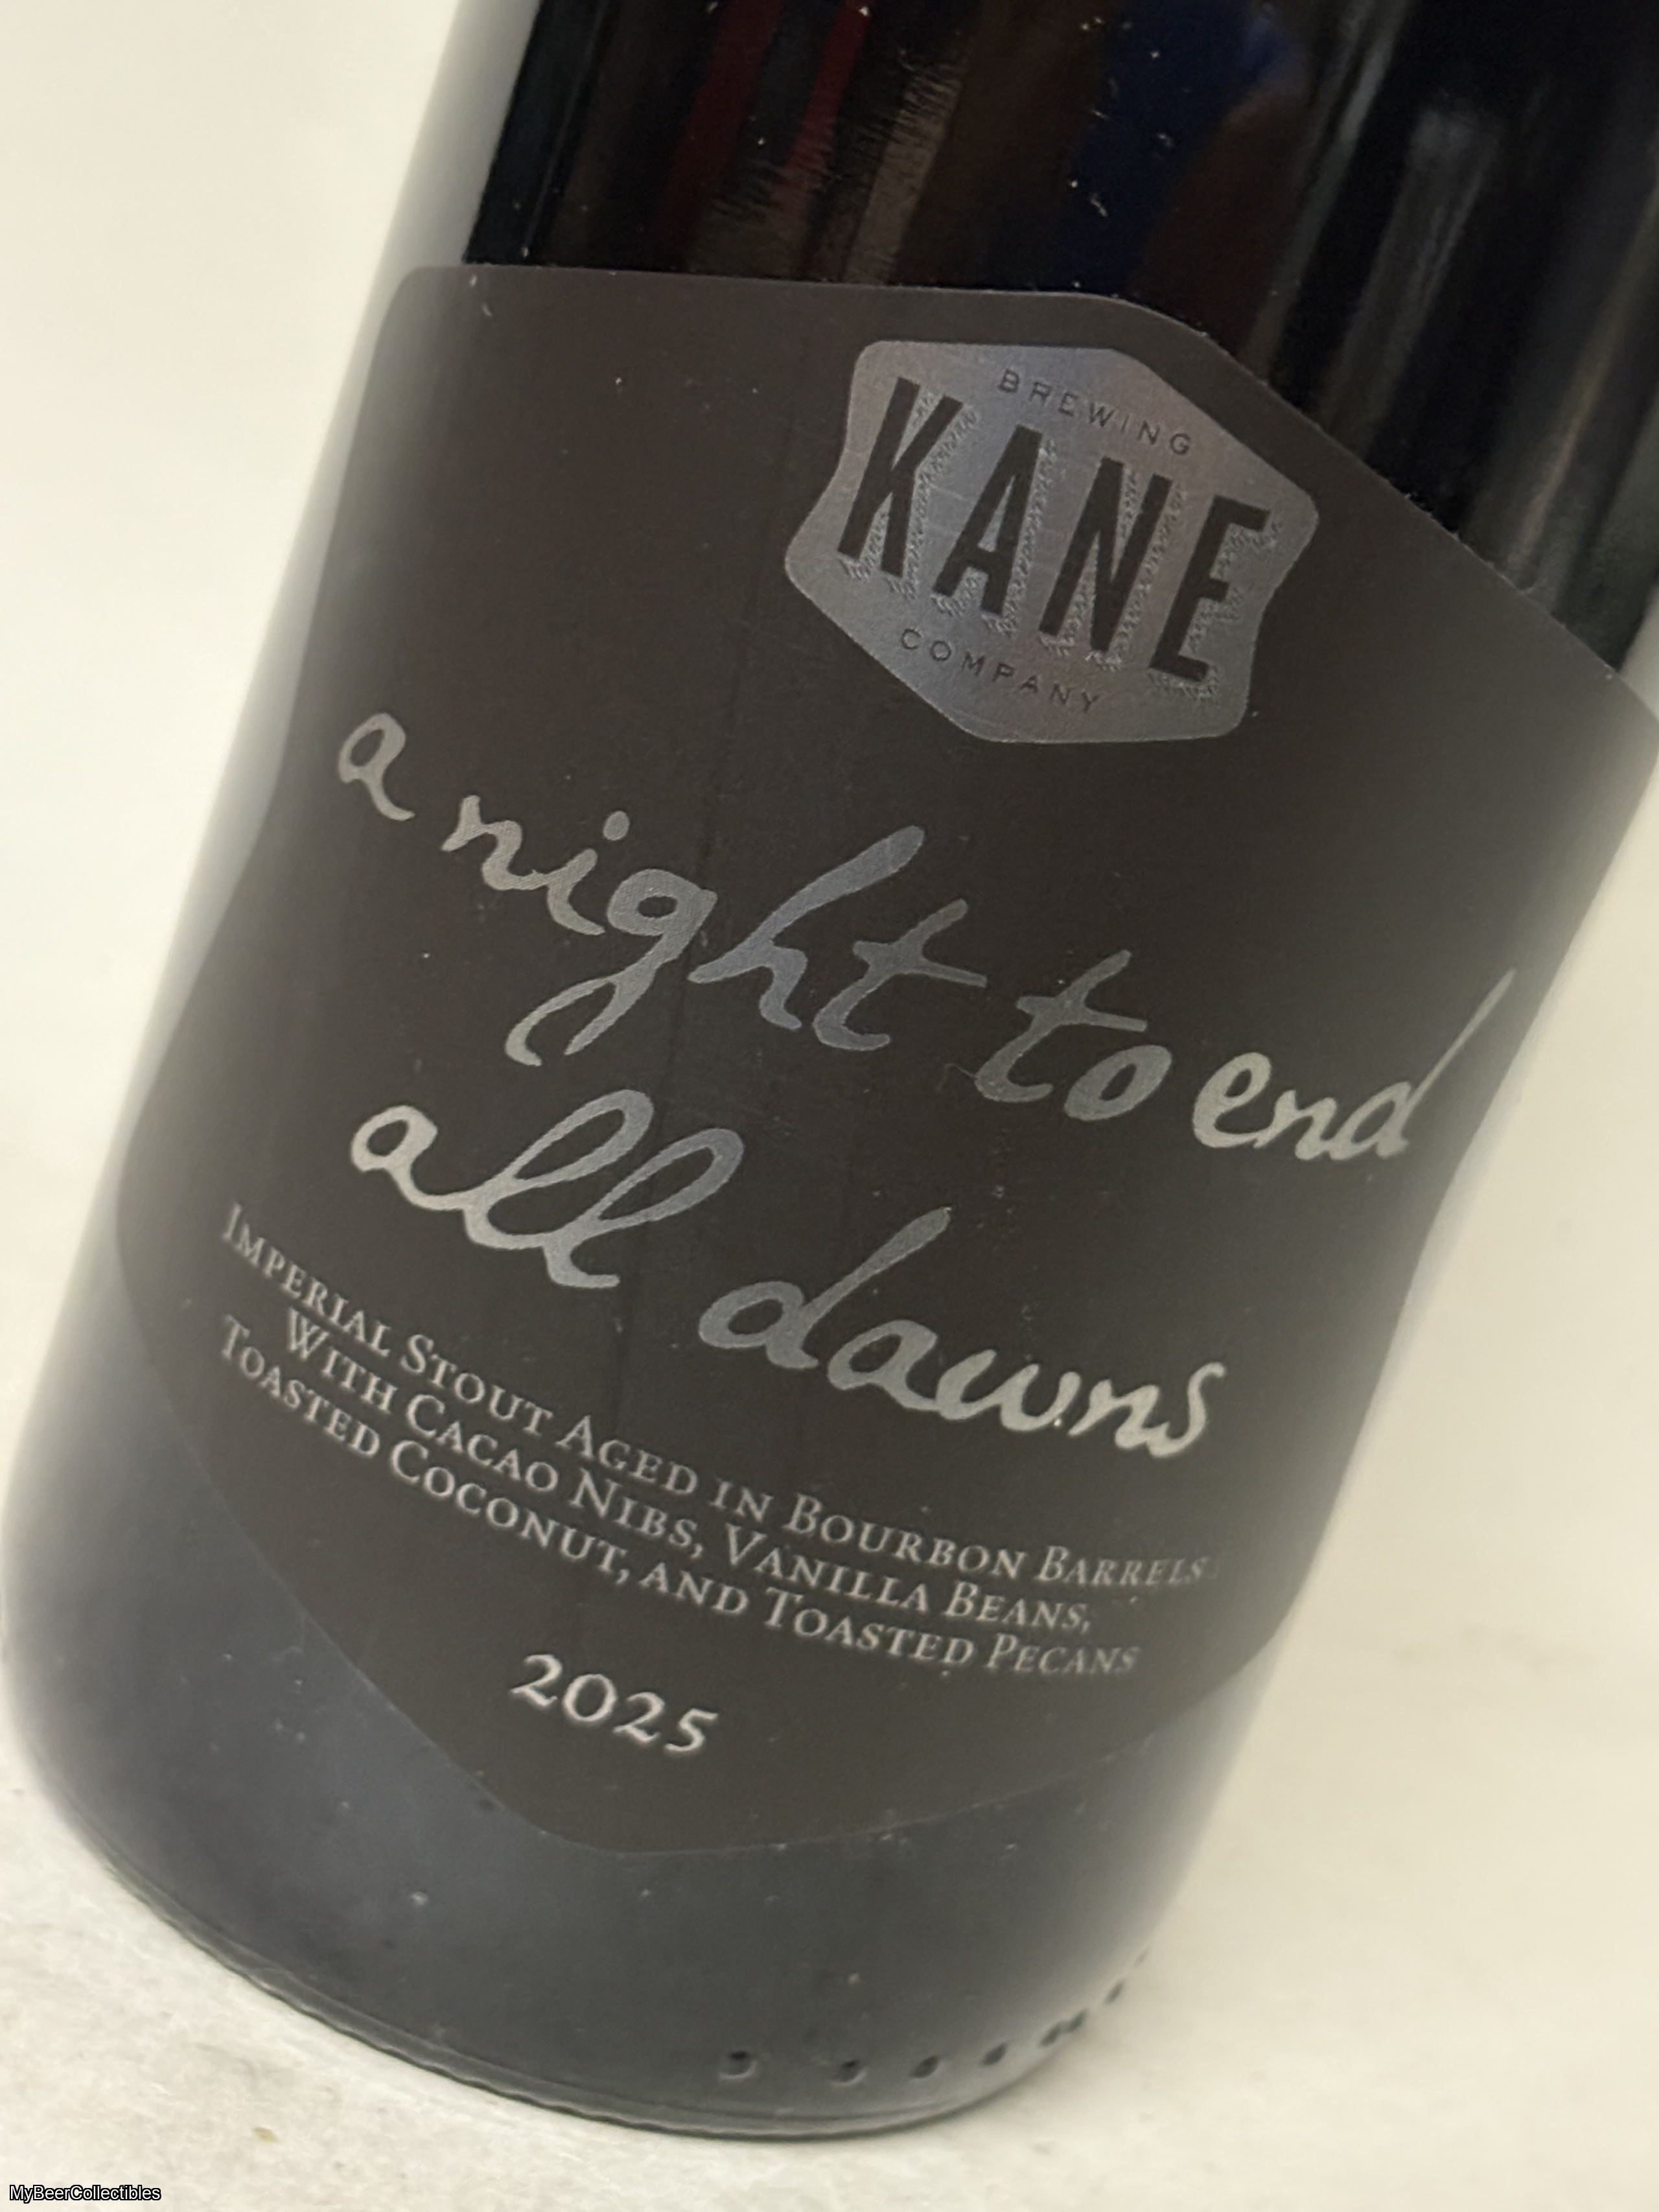 BREWING
KANE
COMPANY
a night to end
all dawns
Imperial Stout Aged in Bourbon Barrels
With Cacao Nibs, Vanilla Beans,
Toasted Coconut, and Toasted Pecans
2025
MyBeerCollectibles